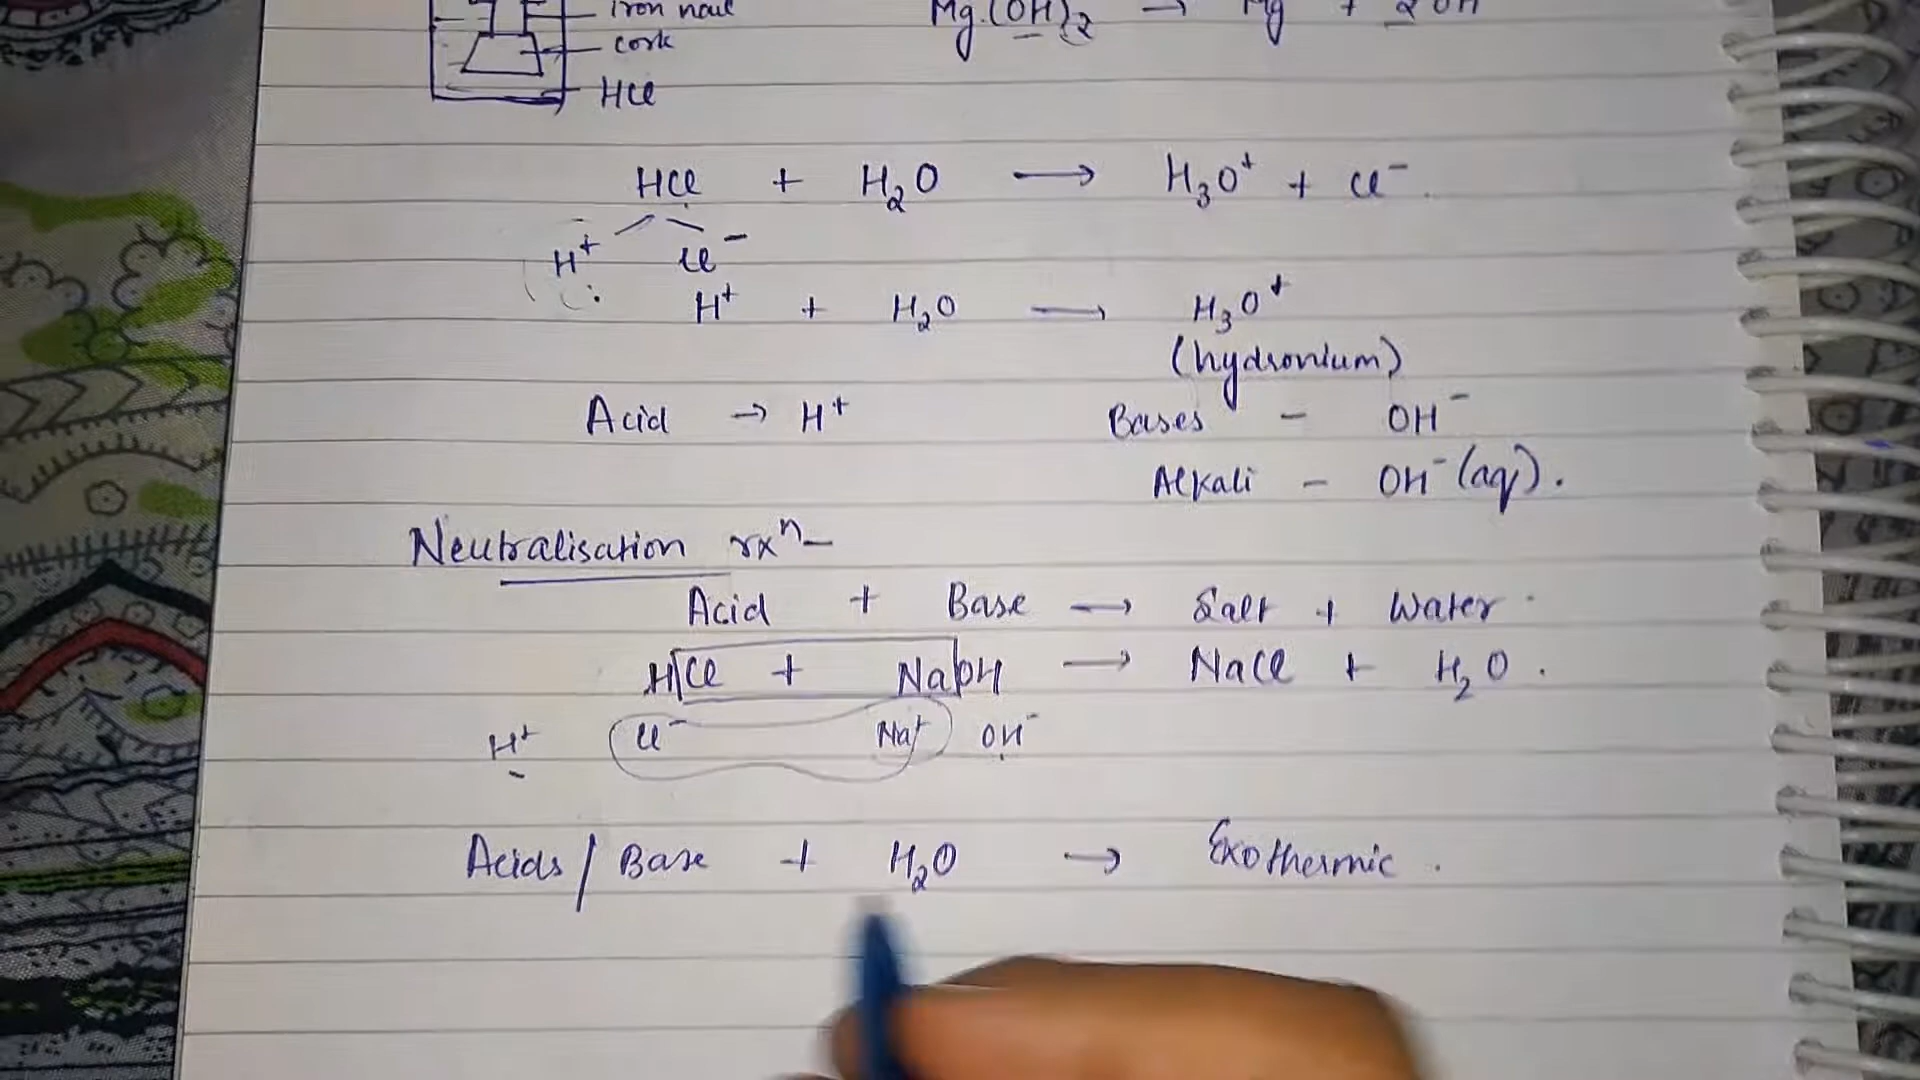 Iron nail
Mg(OH)₂ → Mg + 2OH
cork
HCl
HCl + H₂O → H₃O⁺ + Cl⁻
H⁺ Cl⁻
H⁺ + H₂O → H₃O⁺
(hydronium)
Acid → H⁺ Bases – OH⁻
Alkali – OH⁻(aq).
Neutralisation rxⁿ–
Acid + Base → Salt + Water
HCl + NaOH → NaCl + H₂O.
H⁺ Cl⁻ Na⁺ OH⁻
Acids / Base + H₂O → Exothermic.